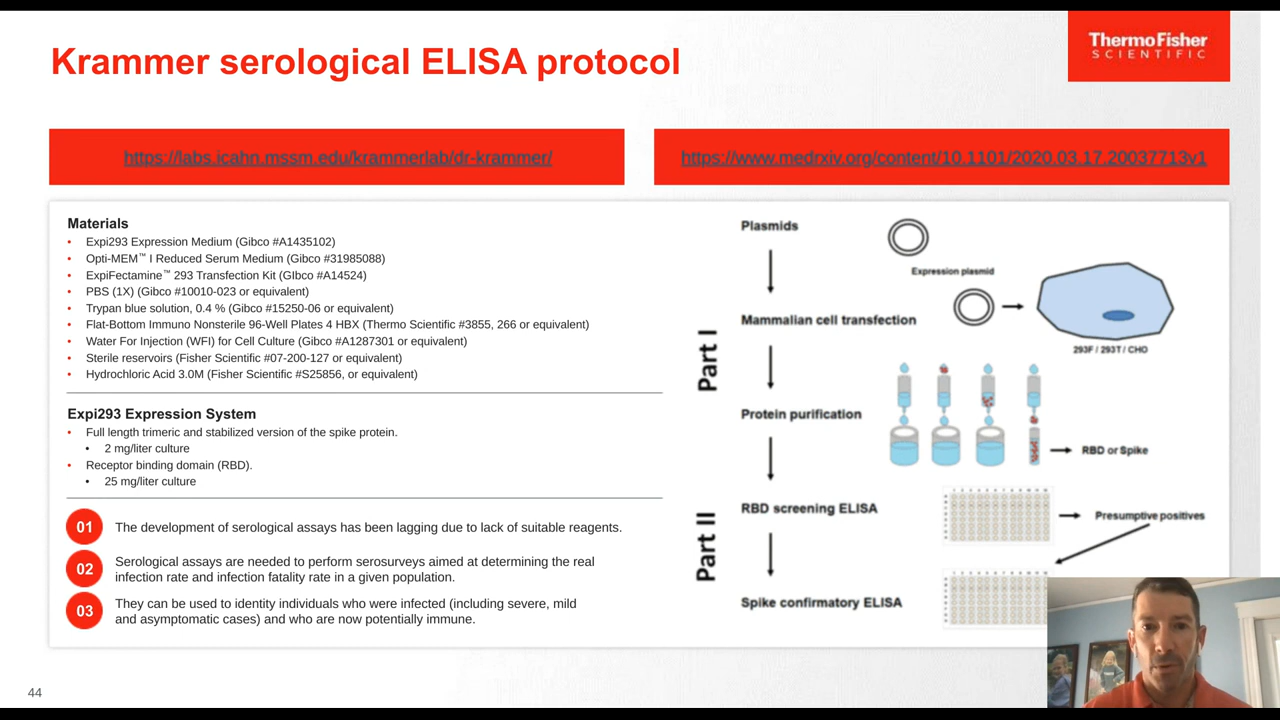 Krammer serological ELISA protocol
ThermoFisher
SCIENTIFIC
https://labs.icahn.mssm.edu/krammerlab/dr-krammer/
https://www.medrxiv.org/content/10.1101/2020.03.17.20037713v1
Materials
• Expi293 Expression Medium (Gibco #A1435102)
• Opti-MEM™ I Reduced Serum Medium (Gibco #31985088)
• ExpiFectamine™ 293 Transfection Kit (GIbco #A14524)
• PBS (1X) (Gibco #10010-023 or equivalent)
• Trypan blue solution, 0.4 % (Gibco #15250-06 or equivalent)
• Flat-Bottom Immuno Nonsterile 96-Well Plates 4 HBX (Thermo Scientific #3855, 266 or equivalent)
• Water For Injection (WFI) for Cell Culture (Gibco #A1287301 or equivalent)
• Sterile reservoirs (Fisher Scientific #07-200-127 or equivalent)
• Hydrochloric Acid 3.0M (Fisher Scientific #S25856, or equivalent)
Expi293 Expression System
• Full length trimeric and stabilized version of the spike protein.
• 2 mg/liter culture
• Receptor binding domain (RBD).
• 25 mg/liter culture
01 The development of serological assays has been lagging due to lack of suitable reagents.
02 Serological assays are needed to perform serosurveys aimed at determining the real
infection rate and infection fatality rate in a given population.
03 They can be used to identity individuals who were infected (including severe, mild
and asymptomatic cases) and who are now potentially immune.
Part I
Plasmids
Expression plasmid
Mammalian cell transfection
293F / 293T / CHO
Protein purification
RBD or Spike
Part II
RBD screening ELISA
Presumptive positives
Spike confirmatory ELISA
44